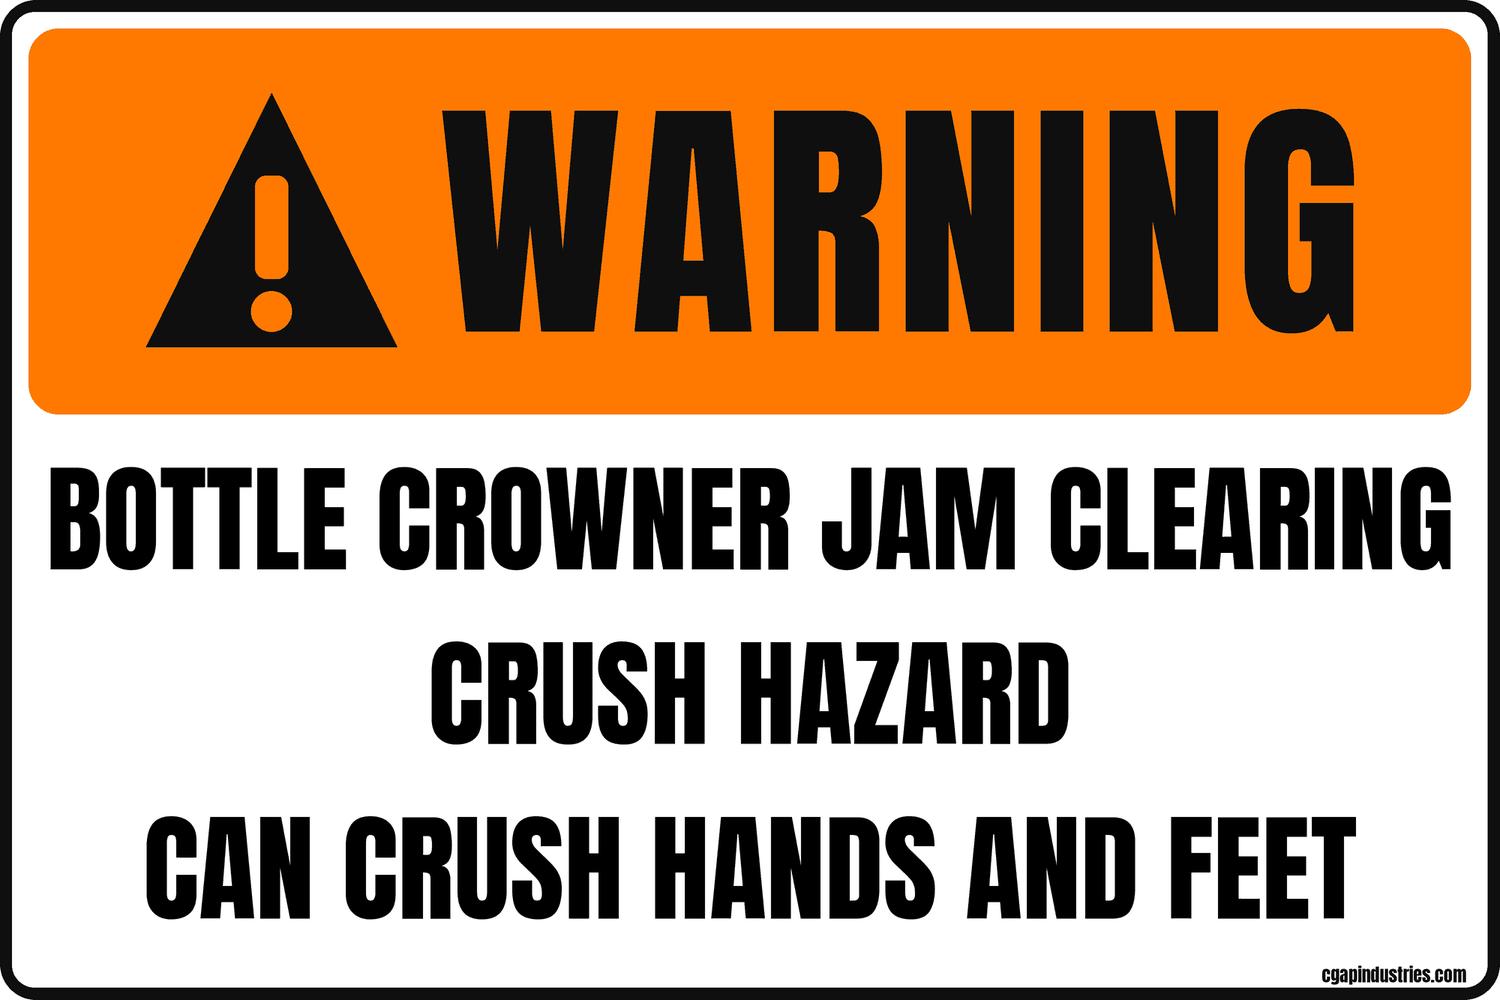 WARNING
BOTTLE CROWNER JAM CLEARING
CRUSH HAZARD
CAN CRUSH HANDS AND FEET
cgapindustries.com